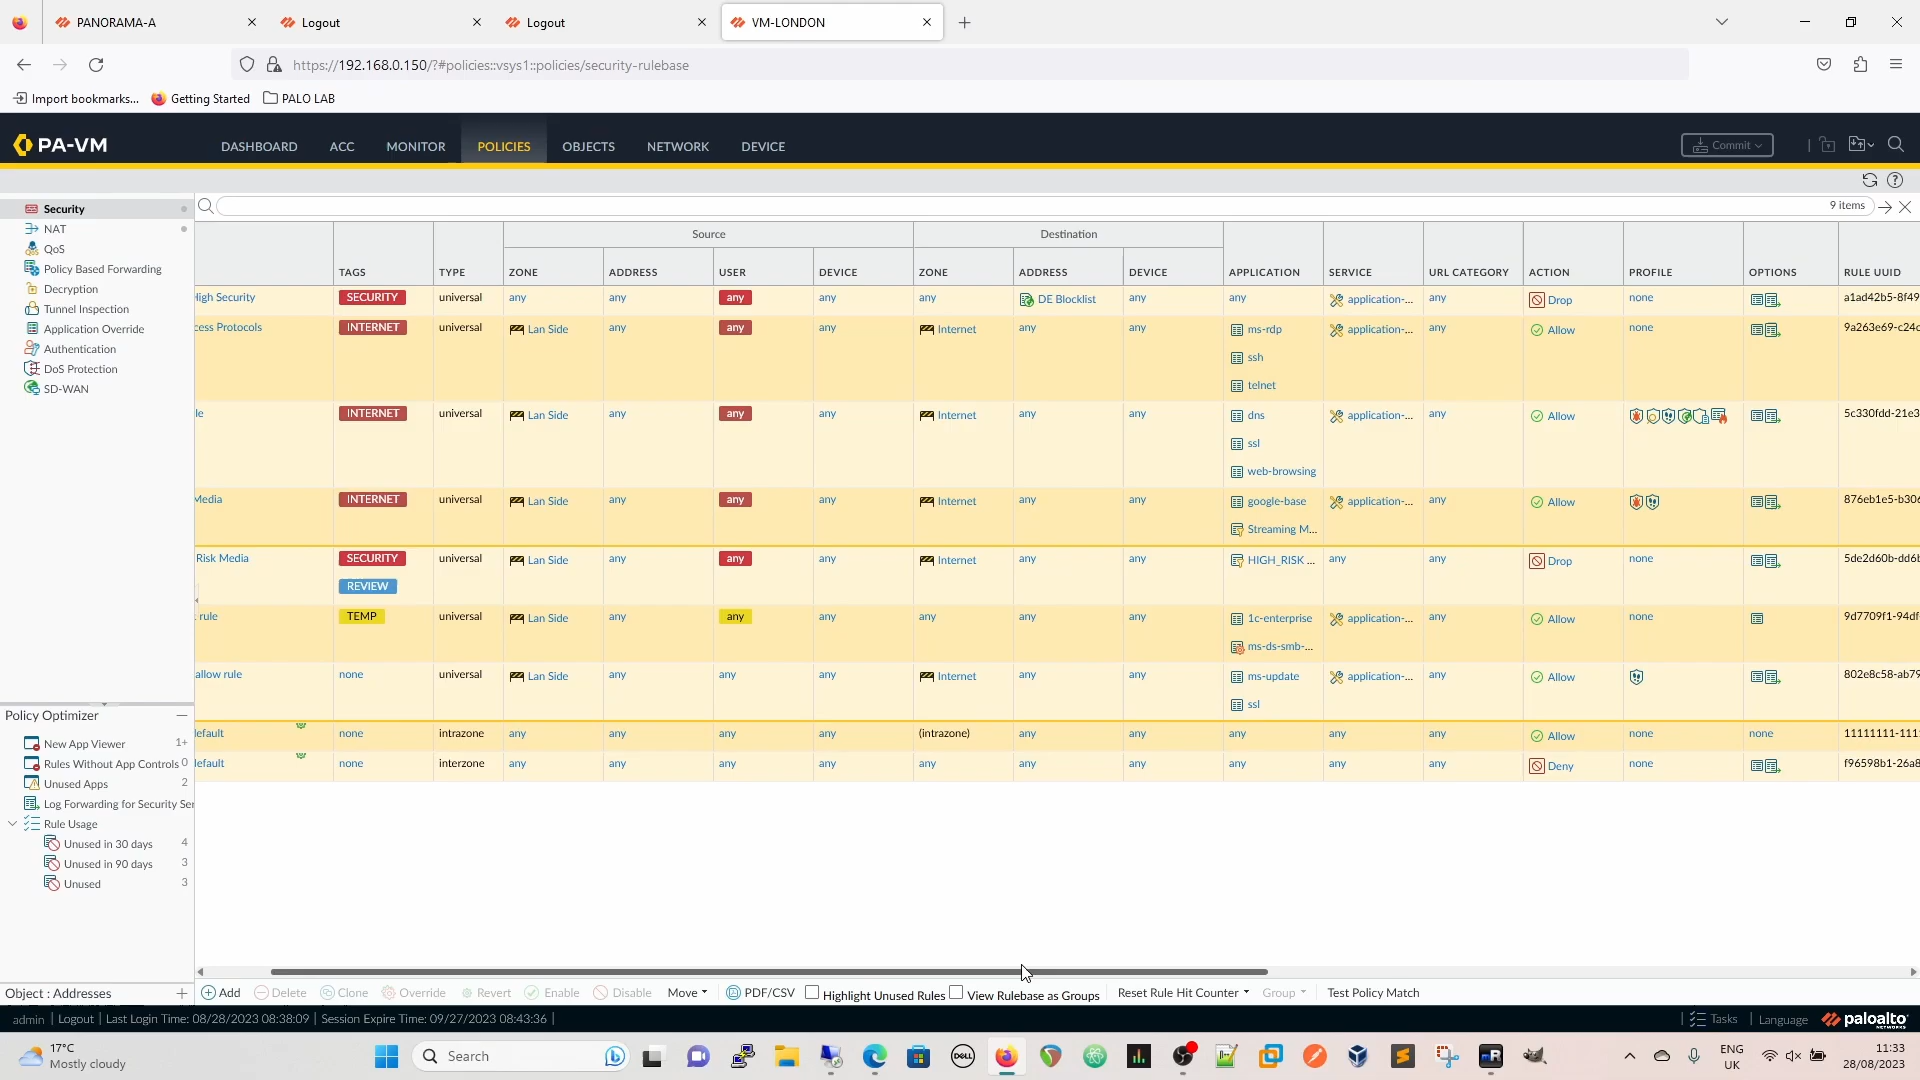 PANORAMA-A
Logout
Logout
VM-LONDON
https://192.168.0.150/?#policies::vsys1::policies/security-rulebase
Import bookmarks...
Getting Started
PALO LAB
PA-VM
DASHBOARD
ACC
MONITOR
POLICIES
OBJECTS
NETWORK
DEVICE
Commit
Security
NAT
QoS
Policy Based Forwarding
Decryption
Tunnel Inspection
Application Override
Authentication
DoS Protection
SD-WAN
9 items
Source
Destination
TAGS TYPE ZONE ADDRESS USER DEVICE ZONE ADDRESS DEVICE APPLICATION SERVICE URL CATEGORY ACTION PROFILE OPTIONS RULE UUID
High Security SECURITY universal any any any any any DE Blocklist any any application-... any Drop none a1ad42b5-8f49
cess Protocols INTERNET universal Lan Side any any any Internet any any ms-rdp application-... any Allow none 9a263e69-c24c
ssh
telnet
le INTERNET universal Lan Side any any any Internet any any dns application-... any Allow 5c330fdd-21e3
ssl
web-browsing
Media INTERNET universal Lan Side any any any Internet any any google-base application-... any Allow 876eb1e5-b306
Streaming M...
Risk Media SECURITY universal Lan Side any any any Internet any any HIGH_RISK ... any any Drop none 5de2d60b-dd6b
REVIEW
rule TEMP universal Lan Side any any any any any any 1c-enterprise application-... any Allow none 9d7709f1-94df
ms-ds-smb-...
allow rule none universal Lan Side any any any Internet any any ms-update application-... any Allow 802e8c58-ab79
ssl
default none intrazone any any any any (intrazone) any any any any any Allow none none 11111111-111
default none interzone any any any any any any any any any any Deny none f96598b1-26a8
Policy Optimizer
New App Viewer 1+
Rules Without App Controls 0
Unused Apps 2
Log Forwarding for Security Ser
Rule Usage
Unused in 30 days 4
Unused in 90 days 3
Unused 3
Object : Addresses
Add Delete Clone Override Revert Enable Disable Move PDF/CSV Highlight Unused Rules View Rulebase as Groups Reset Rule Hit Counter Group Test Policy Match
admin | Logout | Last Login Time: 08/28/2023 08:38:09 | Session Expire Time: 09/27/2023 08:43:36 |
Tasks | Language
paloalto
NETWORKS
17°C
Mostly cloudy
Search
DELL
ENG
UK
11:33
28/08/2023